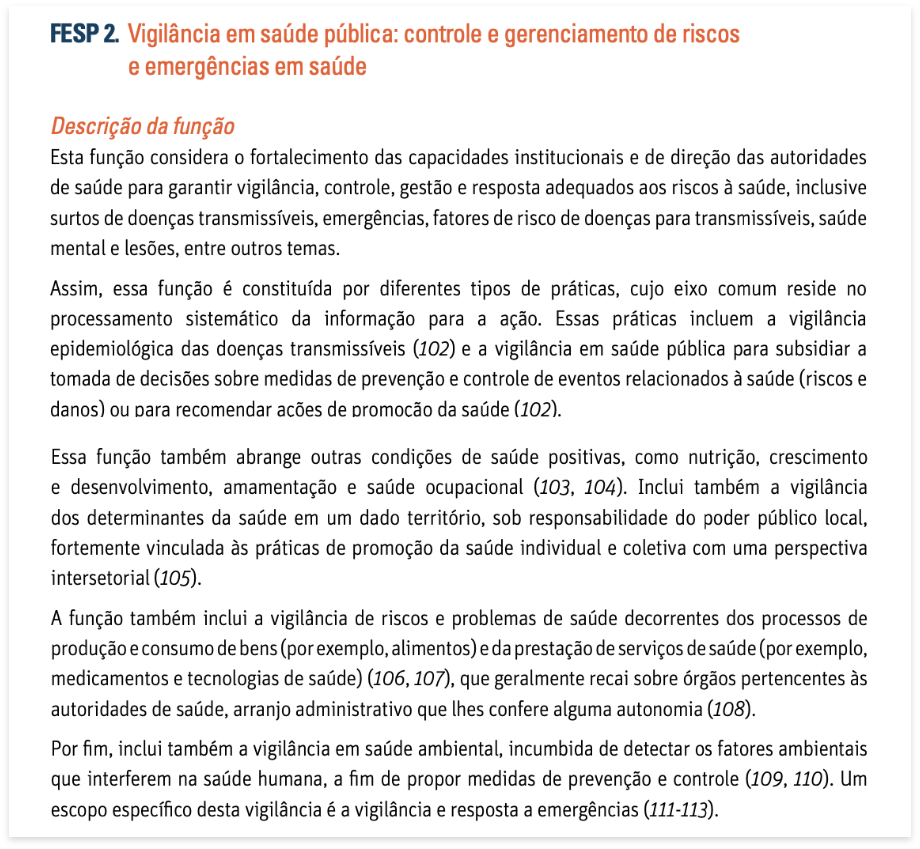 FESP 2. Vigilância em saúde pública: controle e gerenciamento de riscos
e emergências em saúde
Descrição da função
Esta função considera o fortalecimento das capacidades institucionais e de direção das autoridades
de saúde para garantir vigilância, controle, gestão e resposta adequados aos riscos à saúde, inclusive
surtos de doenças transmissíveis, emergências, fatores de risco de doenças para transmissíveis, saúde
mental e lesões, entre outros temas.
Assim, essa função é constituída por diferentes tipos de práticas, cujo eixo comum reside no
processamento sistemático da informação para a ação. Essas práticas incluem a vigilância
epidemiológica das doenças transmissíveis (102) e a vigilância em saúde pública para subsidiar a
tomada de decisões sobre medidas de prevenção e controle de eventos relacionados à saúde (riscos e
danos) ou para recomendar ações de promoção da saúde (102).
Essa função também abrange outras condições de saúde positivas, como nutrição, crescimento
e desenvolvimento, amamentação e saúde ocupacional (103, 104). Inclui também a vigilância
dos determinantes da saúde em um dado território, sob responsabilidade do poder público local,
fortemente vinculada às práticas de promoção da saúde individual e coletiva com uma perspectiva
intersetorial (105).
A função também inclui a vigilância de riscos e problemas de saúde decorrentes dos processos de
produção e consumo de bens (por exemplo, alimentos) e da prestação de serviços de saúde (por exemplo,
medicamentos e tecnologias de saúde) (106, 107), que geralmente recai sobre órgãos pertencentes às
autoridades de saúde, arranjo administrativo que lhes confere alguma autonomia (108).
Por fim, inclui também a vigilância em saúde ambiental, incumbida de detectar os fatores ambientais
que interferem na saúde humana, a fim de propor medidas de prevenção e controle (109, 110). Um
escopo específico desta vigilância é a vigilância e resposta a emergências (111-113).